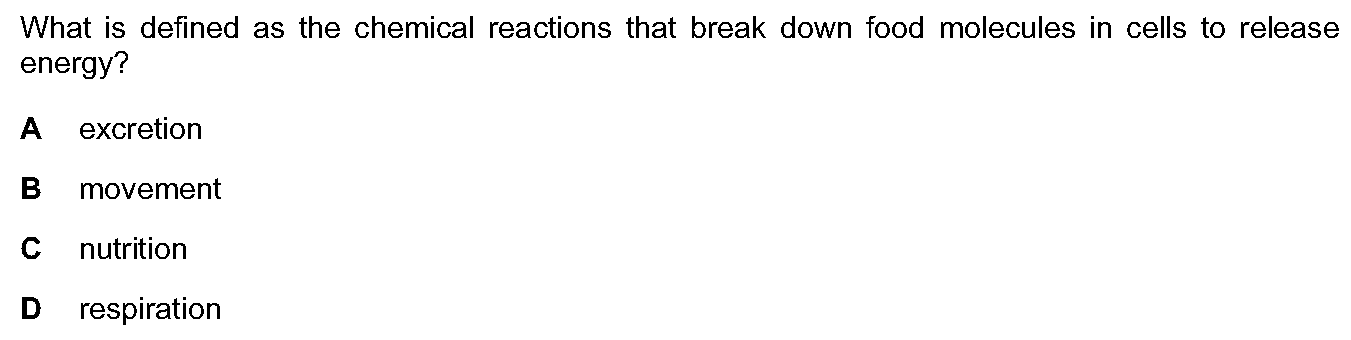 What is defined as the chemical reactions that break down food molecules in cells to release
energy?
A excretion
B movement
C nutrition
D respiration